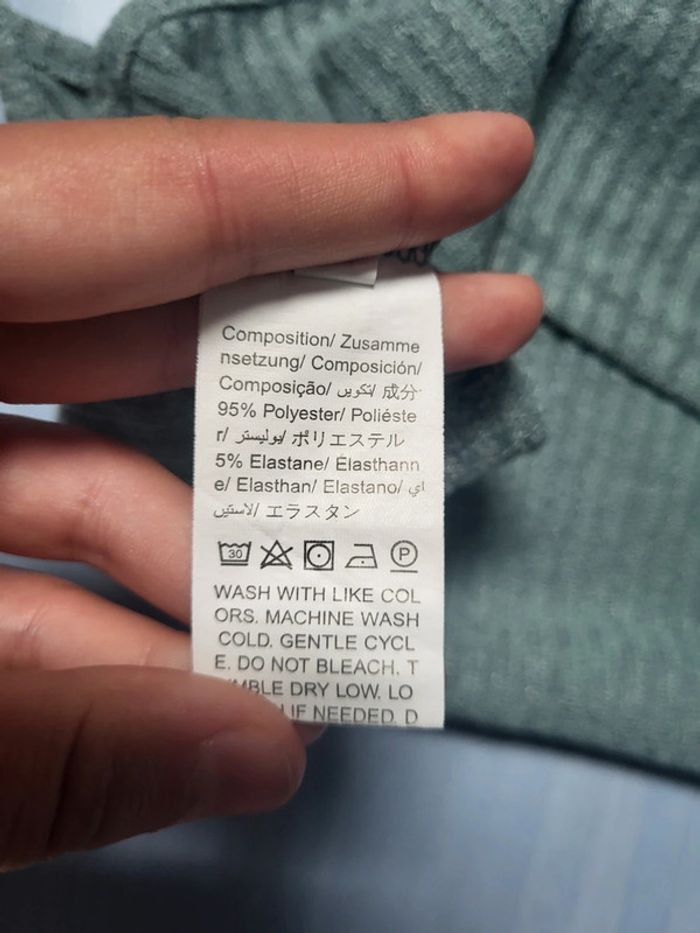 Composition/ Zusamme
nsetzung/ Composición/
Composição/ تكوين/ 成分
95% Polyester/ Poliéste
r/ بوليستر/ ポリエステル
5% Elastane/ Élasthann
e/ Elasthan/ Elastano/ اي
لاستين/ エラスタン
30
P
WASH WITH LIKE COL
ORS. MACHINE WASH
COLD. GENTLE CYCL
E. DO NOT BLEACH. T
UMBLE DRY LOW. LO
IF NEEDED. D